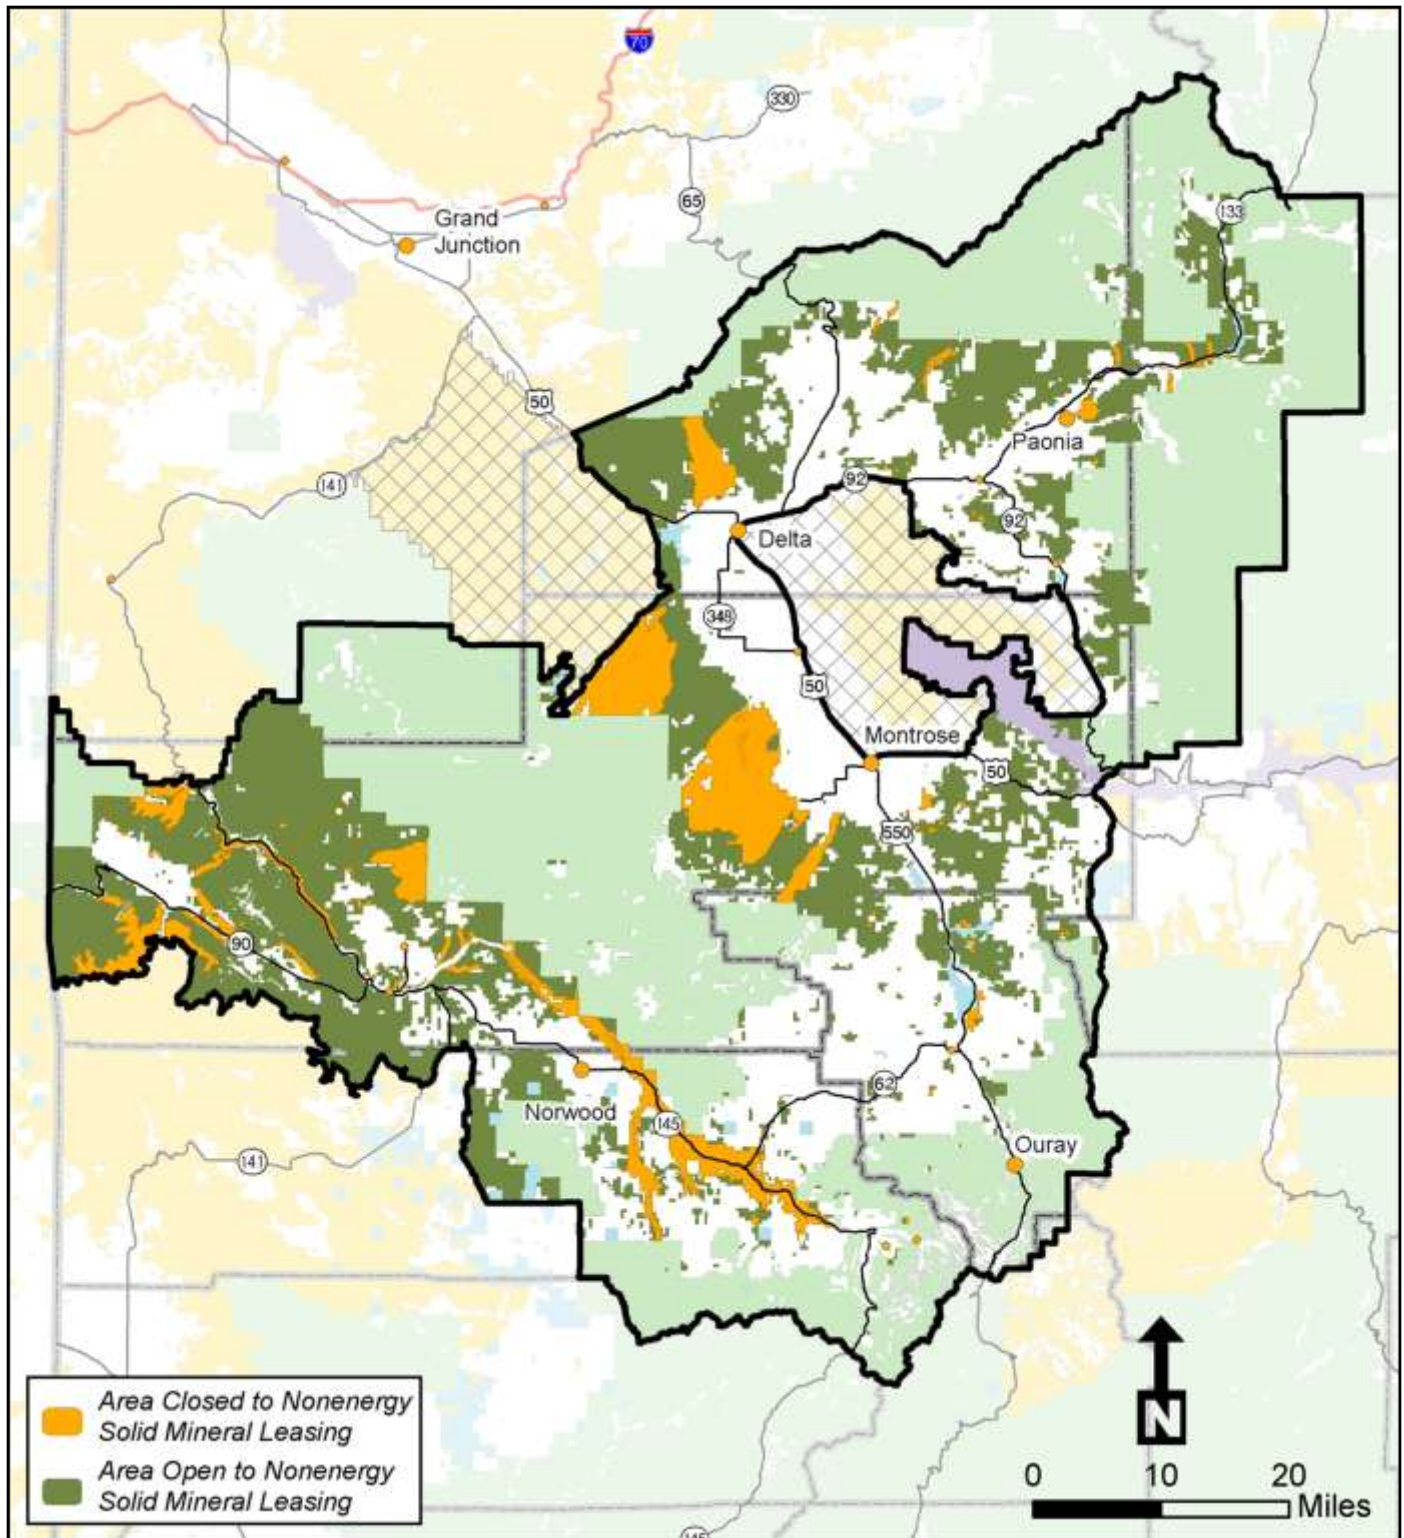 70
330
65
133
Grand
Junction
50
141
Paonia
92
92
Delta
348
50
Montrose
50
550
90
62
Norwood
145
Ouray
141
Area Closed to Nonenergy
Solid Mineral Leasing
Area Open to Nonenergy
Solid Mineral Leasing
N
0 10 20
Miles
145